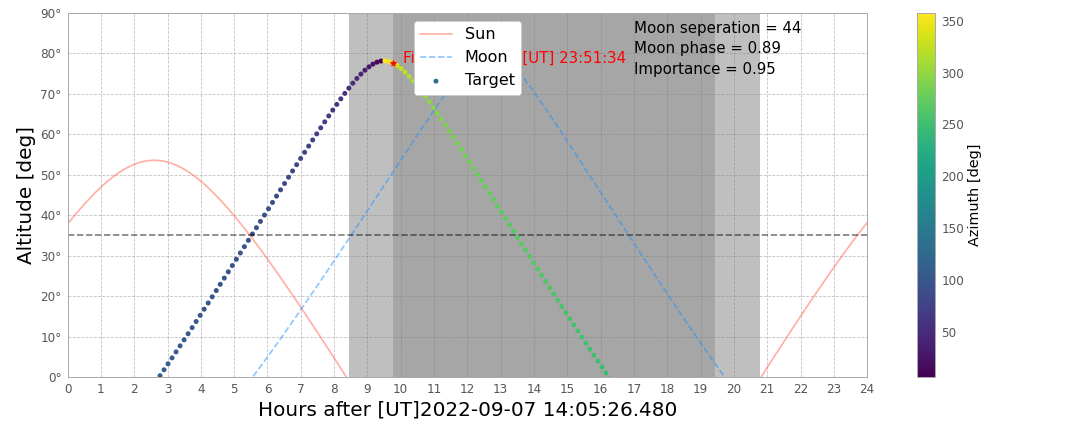 90°
80°
70°
60°
50°
40°
30°
20°
10°
0°
Altitude [deg]
Sun
Moon
Target
Fi
[UT] 23:51:34
Moon seperation = 44
Moon phase = 0.89
Importance = 0.95
0 1 2 3 4 5 6 7 8 9 10 11 12 13 14 15 16 17 18 19 20 21 22 23 24
Hours after [UT]2022-09-07 14:05:26.480
350
300
250
200
150
100
50
Azimuth [deg]